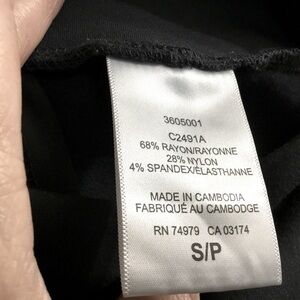 3605001
C2491A
68% RAYON/RAYONNE
28% NYLON
4% SPANDEX/ÉLASTHANNE
MADE IN CAMBODIA
FABRIQUÉ AU CAMBODGE
RN 74979 CA 03174
S/P